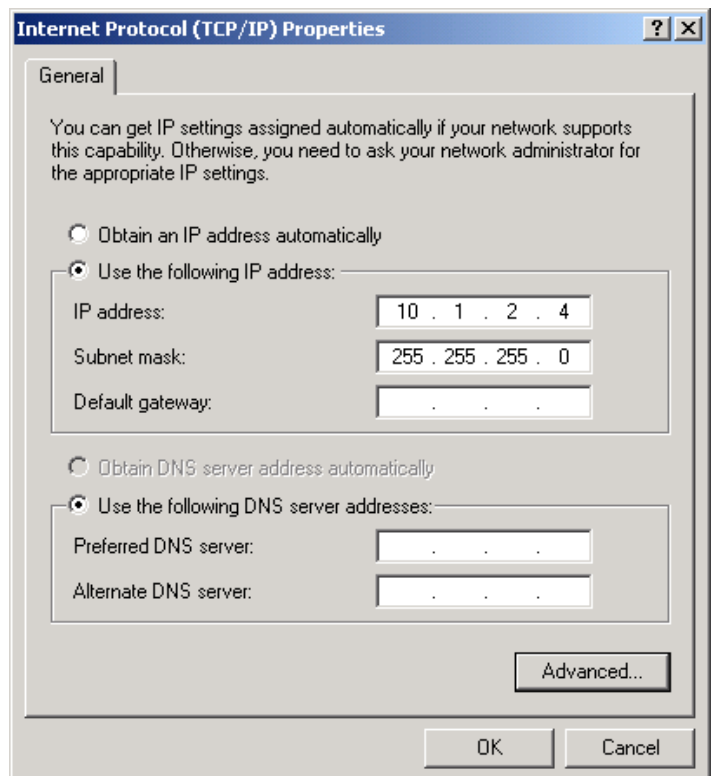 Internet Protocol (TCP/IP) Properties
General
You can get IP settings assigned automatically if your network supports
this capability. Otherwise, you need to ask your network administrator for
the appropriate IP settings.
Obtain an IP address automatically
Use the following IP address:
IP address: 10 . 1 . 2 . 4
Subnet mask: 255 . 255 . 255 . 0
Default gateway: . . .
Obtain DNS server address automatically
Use the following DNS server addresses:
Preferred DNS server: . . .
Alternate DNS server: . . .
Advanced...
OK Cancel